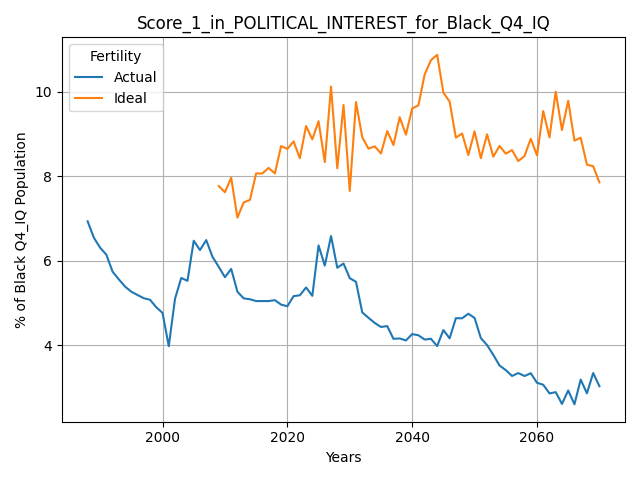 Score_1_in_POLITICAL_INTEREST_for_Black_Q4_IQ
Fertility
Actual
Ideal
% of Black Q4_IQ Population
10
8
6
4
2000
2020
2040
2060
Years